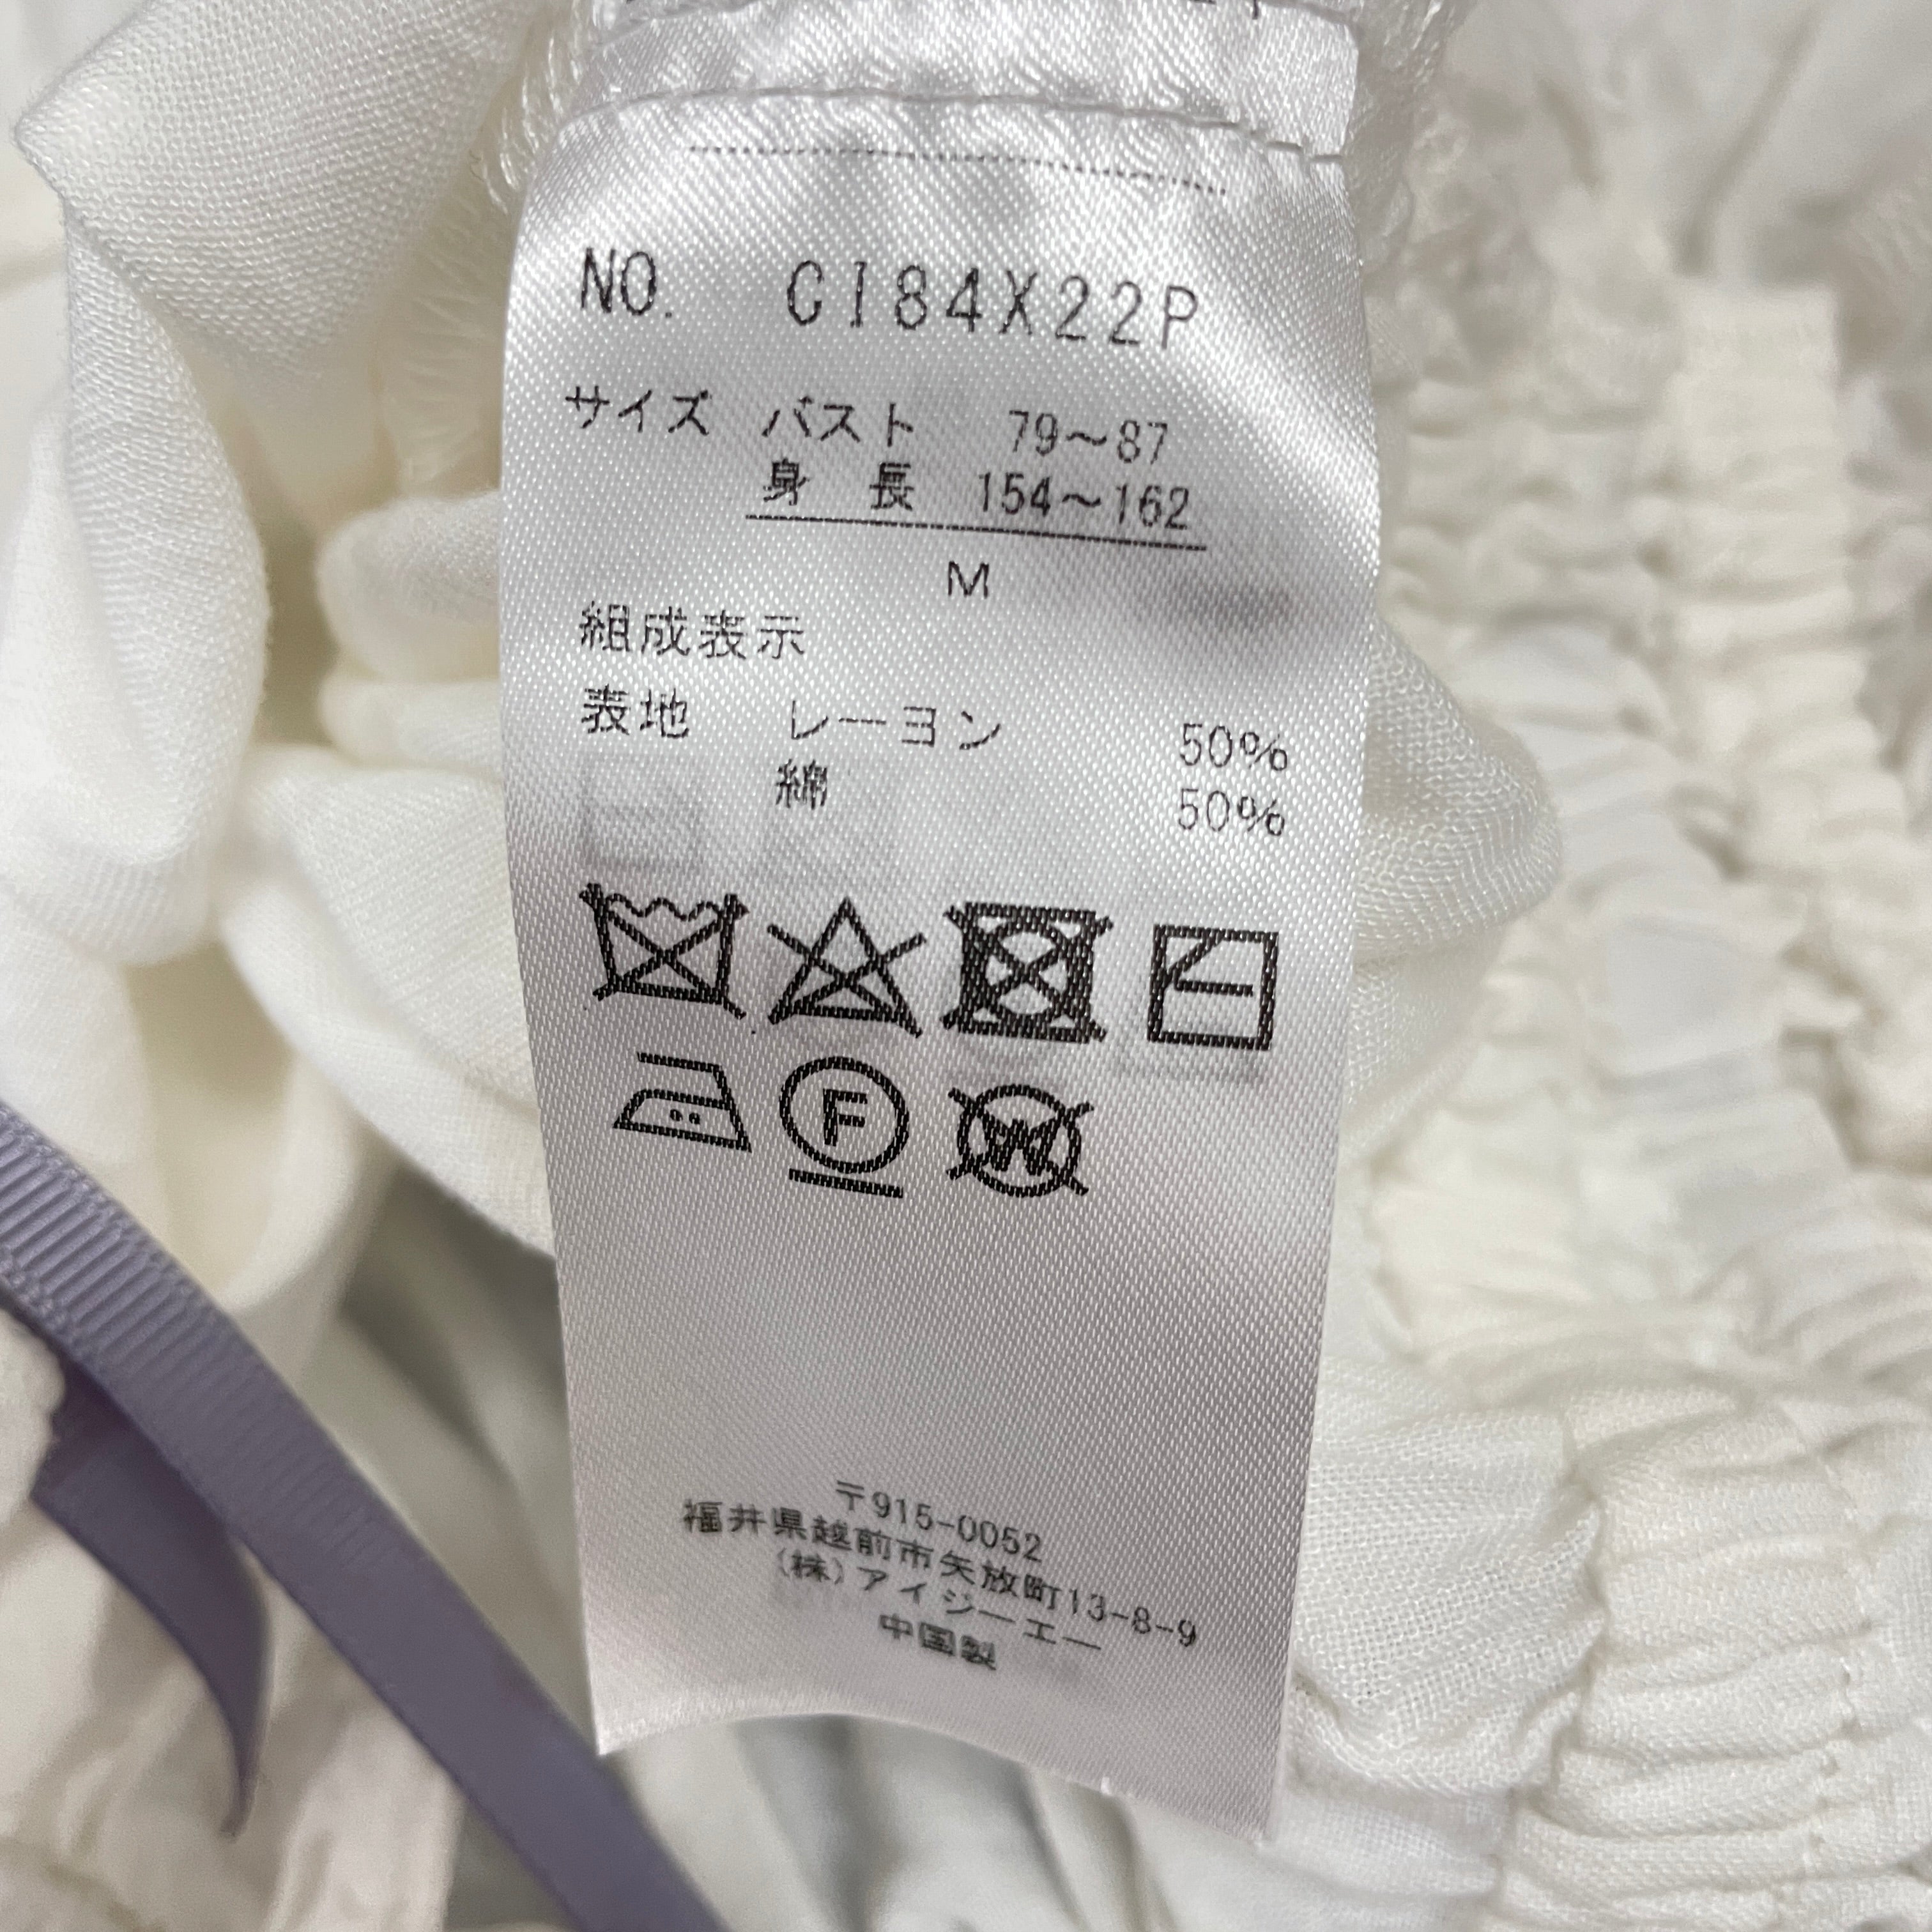 NO. CI84X22P
サイズ バスト 79〜87
身 長 154〜162
M
組成表示
表地 レーヨン 50%
綿 50%
F
W
〒915-0052
福井県越前市矢放町13-8-9
(株)アイジーエー
中国製